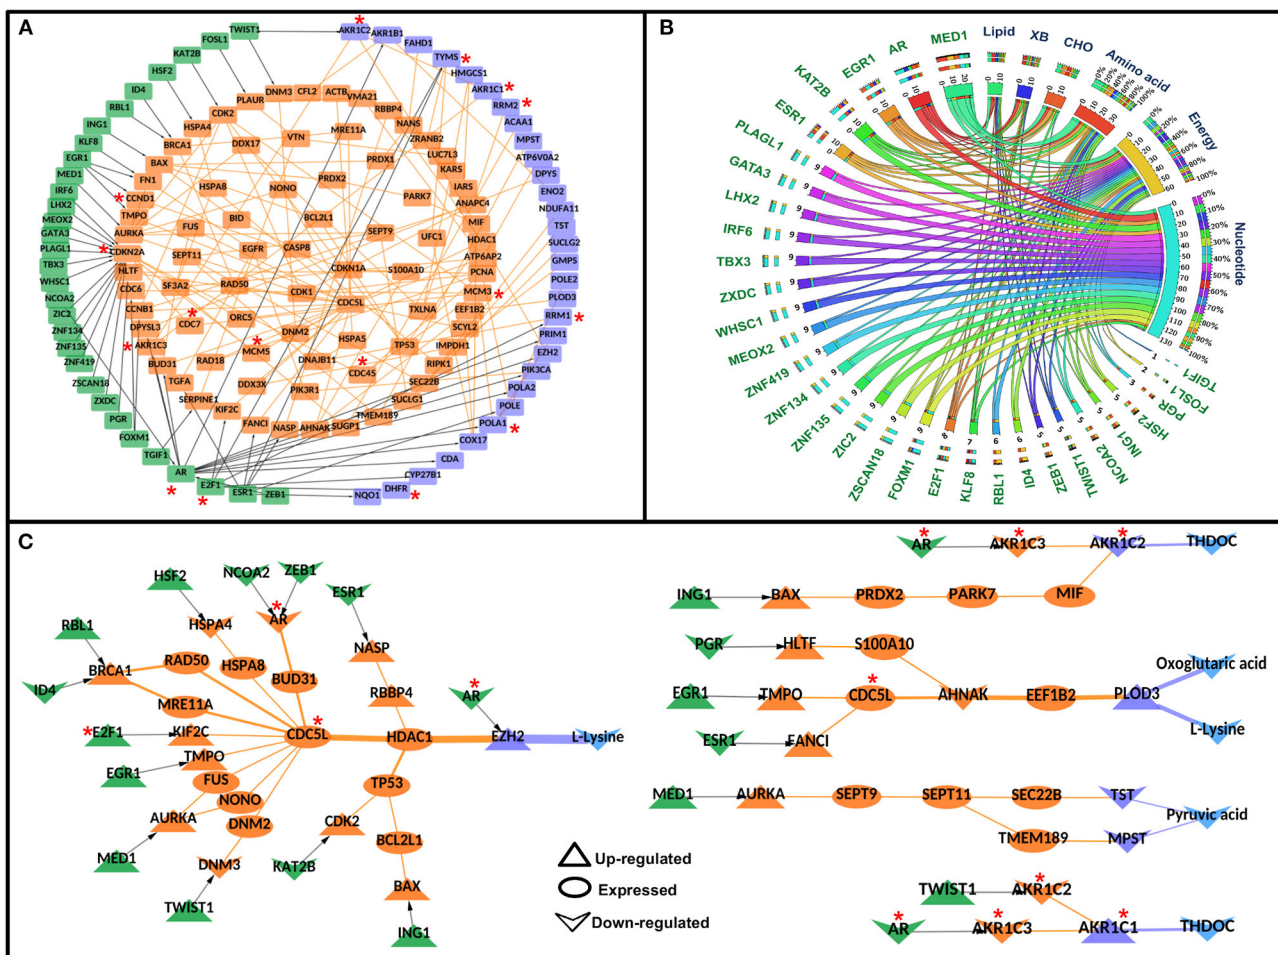 A
TWIST1
FOSL1
KAT2B
HSF2
ID4
RBL1
ING1
KLF8
EGR1
MED1
IRF6
LHX2
MEOX2
GATA3
PLAGL1
TBX3
WHSC1
NCOA2
ZIC2
ZNF134
ZNF135
ZNF419
ZSCAN18
ZXDC
PGR
FOXM1
TGIF1
AR
E2F1
ESR1
ZEB1
AKR1C2
AKR1B1
FAHD1
TYMS
HMGCS1
AKR1C1
RRM2
ACAA1
MPST
ATP6V0A2
DPYS
ENO2
NDUFA11
TST
SUCLG2
GMPS
POLE2
PLOD3
RRM1
PRIM1
EZH2
PIK3CA
POLA2
POLE
POLA1
COX17
CDA
CYP27B1
DHFR
NQO1
DNM3
CFL2
ACTB
VMA21
RBBP4
NANS
ZRANB2
LUC7L3
KARS
IARS
ANAPC4
MIF
HDAC1
ATP6AP2
PCNA
MCM3
EEF1B2
SCYL2
IMPDH1
RIPK1
SEC22B
SUCLG1
TMEM189
SUGP1
AHNAK
NASP
FANCI
KIF2C
SERPINE1
TGFA
BUD31
AKR1C3
DPYSL3
CCNB1
CDC6
HLTF
CDKN2A
AURKA
TMPO
CCND1
FN1
BAX
BRCA1
HSPA4
CDK2
PLAUR
VTN
MRE11A
DDX17
PRDX1
PRDX2
HSPA8
NONO
PARK7
BID
BCL2L1
FUS
SEPT9
UFC1
EGFR
CASP8
SEPT11
CDKN1A
S100A10
SF3A2
RAD50
CDK1
CDC5L
TXLNA
ORC5
CDC7
DNM2
HSPA5
TP53
MCM5
RAD18
DNAJB11
CDC45
DDX3X
PIK3R1
B
MED1
AR
EGR1
KAT2B
ESR1
PLAGL1
GATA3
LHX2
IRF6
TBX3
ZXDC
WHSC1
MEOX2
ZNF419
ZNF134
ZNF135
ZIC2
ZSCAN18
FOXM1
E2F1
KLF8
RBL1
ID4
ZEB1
TWIST1
NCOA2
ING1
HSF2
PGR
FOSL1
TGIF1
Lipid
XB
CHO
Amino acid
Energy
Nucleotide
C
HSF2
NCOA2
ZEB1
ESR1
RBL1
HSPA4
AR
NASP
ID4
BRCA1
RAD50
HSPA8
BUD31
RBBP4
AR
MRE11A
E2F1
KIF2C
CDC5L
HDAC1
EZH2
L-Lysine
TMPO
EGR1
FUS
NONO
TP53
AURKA
DNM2
CDK2
BCL2L1
MED1
DNM3
KAT2B
BAX
TWIST1
ING1
Up-regulated
Expressed
Down-regulated
AR
AKR1C3
AKR1C2
THDOC
ING1
BAX
PRDX2
PARK7
MIF
PGR
HLTF
S100A10
Oxoglutaric acid
EGR1
TMPO
CDC5L
AHNAK
EEF1B2
PLOD3
L-Lysine
ESR1
FANCI
MED1
AURKA
SEPT9
SEPT11
SEC22B
TST
Pyruvic acid
TMEM189
MPST
TWIST1
AKR1C2
AR
AKR1C3
AKR1C1
THDOC